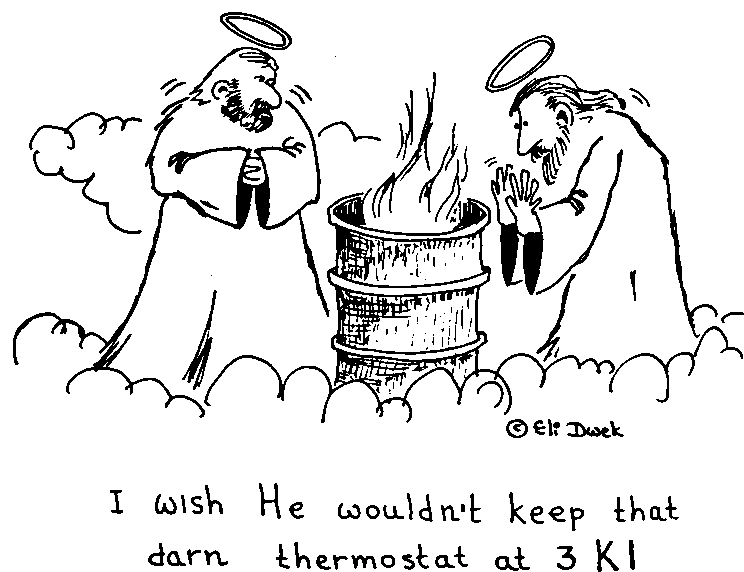 © Eli Dwek
I wish He wouldn't keep that
darn thermostat at 3 K!